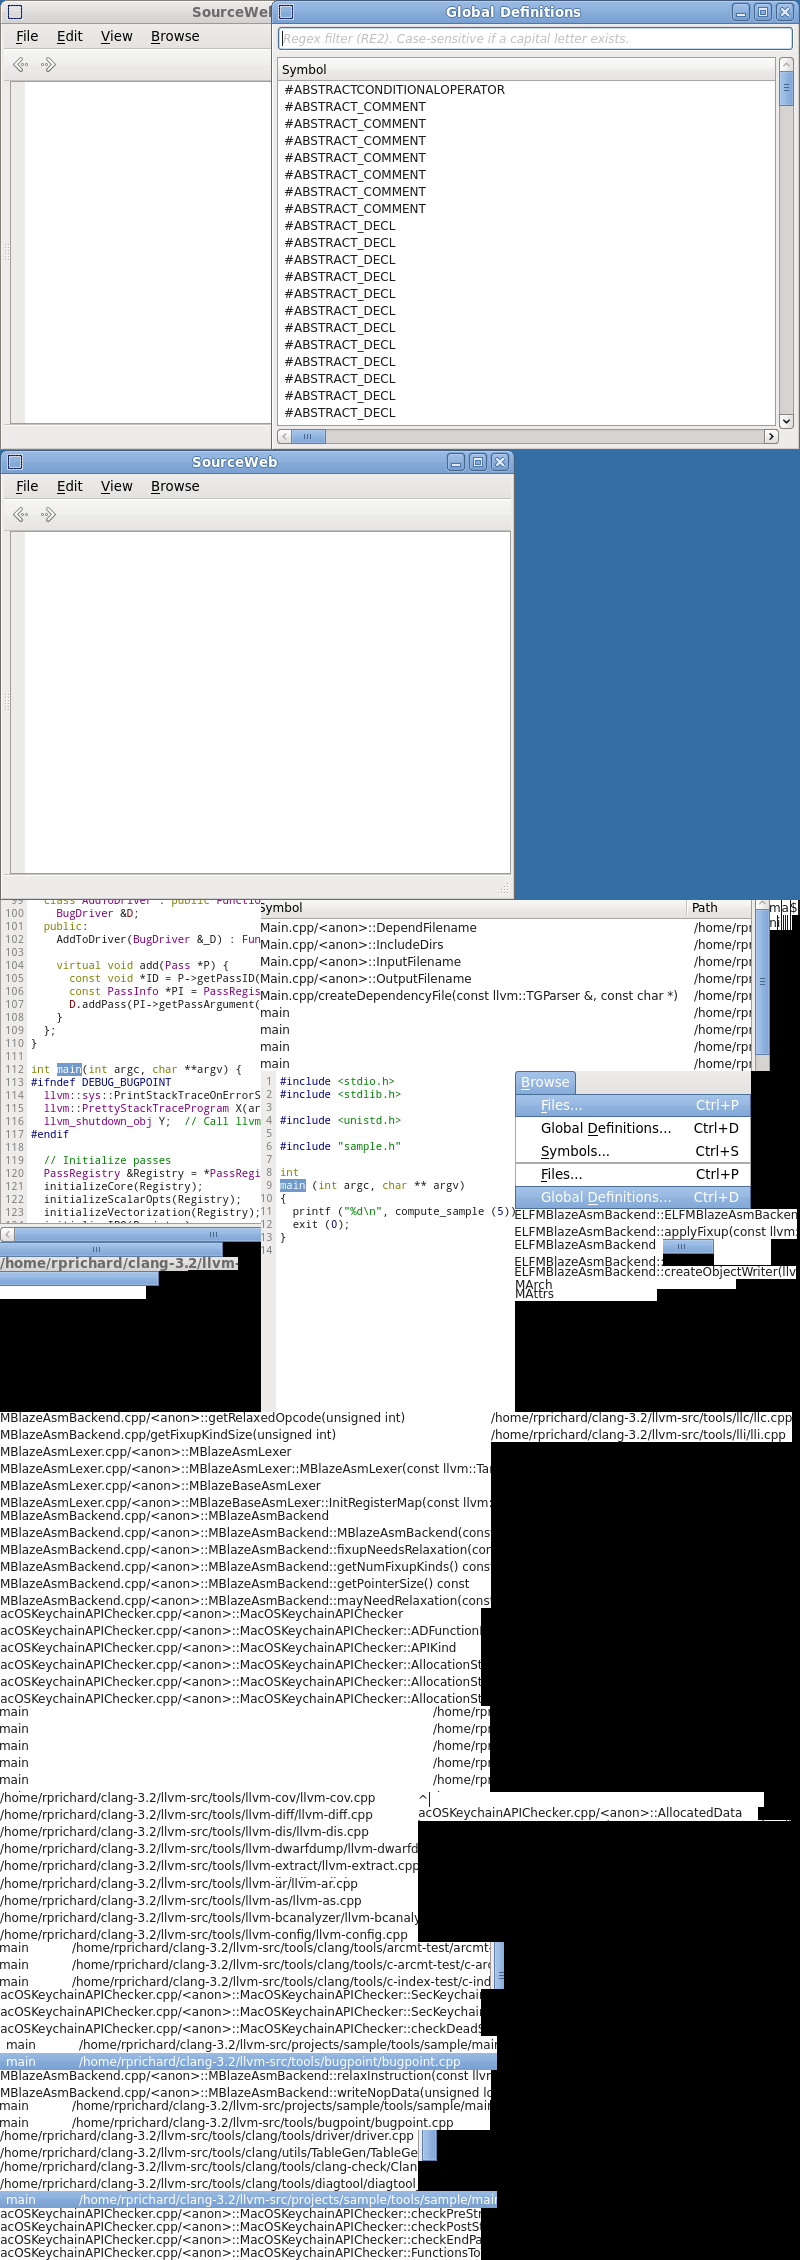 SourceWeb
Global Definitions
File Edit View Browse
Regex filter (RE2). Case-sensitive if a capital letter exists.
Symbol
#ABSTRACTCONDITIONALOPERATOR
#ABSTRACT_COMMENT
#ABSTRACT_COMMENT
#ABSTRACT_COMMENT
#ABSTRACT_COMMENT
#ABSTRACT_COMMENT
#ABSTRACT_COMMENT
#ABSTRACT_COMMENT
#ABSTRACT_DECL
#ABSTRACT_DECL
#ABSTRACT_DECL
#ABSTRACT_DECL
#ABSTRACT_DECL
#ABSTRACT_DECL
#ABSTRACT_DECL
#ABSTRACT_DECL
#ABSTRACT_DECL
#ABSTRACT_DECL
#ABSTRACT_DECL
#ABSTRACT_DECL
SourceWeb
File Edit View Browse
99 class AddToDriver : public Functio
100 BugDriver &D;
101 public:
102 AddToDriver(BugDriver &_D) : Fun
103
104 virtual void add(Pass *P) {
105 const void *ID = P->getPassID(
106 const PassInfo *PI = PassRegis
107 D.addPass(PI->getPassArgument(
108 }
109 };
110 }
111
112 int main(int argc, char **argv) {
113 #ifndef DEBUG_BUGPOINT
114 llvm::sys::PrintStackTraceOnErrorS
115 llvm::PrettyStackTraceProgram X(ar
116 llvm_shutdown_obj Y; // Call llvm
117 #endif
118
119 // Initialize passes
120 PassRegistry &Registry = *PassRegi
121 initializeCore(Registry);
122 initializeScalarOpts(Registry);
123 initializeVectorization(Registry);
Symbol Path
Main.cpp/<anon>::DependFilename /home/rpr
Main.cpp/<anon>::IncludeDirs /home/rpr
Main.cpp/<anon>::InputFilename /home/rpr
Main.cpp/<anon>::OutputFilename /home/rpr
Main.cpp/createDependencyFile(const llvm::TGParser &, const char *) /home/rpr
main /home/rpr
main /home/rpr
main /home/rpr
main /home/rpr
ma$
1 #include <stdio.h>
2 #include <stdlib.h>
3
4 #include <unistd.h>
5
6 #include "sample.h"
7
8 int
9 main (int argc, char ** argv)
10 {
11 printf ("%d\n", compute_sample (5))
12 exit (0);
13 }
14
Browse
Files... Ctrl+P
Global Definitions... Ctrl+D
Symbols... Ctrl+S
Files... Ctrl+P
Global Definitions... Ctrl+D
ELFMBlazeAsmBackend::ELFMBlazeAsmBacken
ELFMBlazeAsmBackend::applyFixup(const llvm:
ELFMBlazeAsmBackend
ELFMBlazeAsmBackend::
ELFMBlazeAsmBackend::createObjectWriter(llv
MArch
MAttrs
/home/rprichard/clang-3.2/llvm-
MBlazeAsmBackend.cpp/<anon>::getRelaxedOpcode(unsigned int) /home/rprichard/clang-3.2/llvm-src/tools/llc/llc.cpp
MBlazeAsmBackend.cpp/getFixupKindSize(unsigned int) /home/rprichard/clang-3.2/llvm-src/tools/lli/lli.cpp
MBlazeAsmLexer.cpp/<anon>::MBlazeAsmLexer
MBlazeAsmLexer.cpp/<anon>::MBlazeAsmLexer::MBlazeAsmLexer(const llvm::Tar
MBlazeAsmLexer.cpp/<anon>::MBlazeBaseAsmLexer
MBlazeAsmLexer.cpp/<anon>::MBlazeBaseAsmLexer::InitRegisterMap(const llvm:
MBlazeAsmBackend.cpp/<anon>::MBlazeAsmBackend
MBlazeAsmBackend.cpp/<anon>::MBlazeAsmBackend::MBlazeAsmBackend(cons
MBlazeAsmBackend.cpp/<anon>::MBlazeAsmBackend::fixupNeedsRelaxation(con
MBlazeAsmBackend.cpp/<anon>::MBlazeAsmBackend::getNumFixupKinds() const
MBlazeAsmBackend.cpp/<anon>::MBlazeAsmBackend::getPointerSize() const
MBlazeAsmBackend.cpp/<anon>::MBlazeAsmBackend::mayNeedRelaxation(cons
acOSKeychainAPIChecker.cpp/<anon>::MacOSKeychainAPIChecker
acOSKeychainAPIChecker.cpp/<anon>::MacOSKeychainAPIChecker::ADFunctionI
acOSKeychainAPIChecker.cpp/<anon>::MacOSKeychainAPIChecker::APIKind
acOSKeychainAPIChecker.cpp/<anon>::MacOSKeychainAPIChecker::AllocationSt
acOSKeychainAPIChecker.cpp/<anon>::MacOSKeychainAPIChecker::AllocationSt
acOSKeychainAPIChecker.cpp/<anon>::MacOSKeychainAPIChecker::AllocationSt
main /home/rpr
main /home/rpr
main /home/rpr
main /home/rpr
main /home/rpr
/home/rprichard/clang-3.2/llvm-src/tools/llvm-cov/llvm-cov.cpp ^
/home/rprichard/clang-3.2/llvm-src/tools/llvm-diff/llvm-diff.cpp acOSKeychainAPIChecker.cpp/<anon>::AllocatedData
/home/rprichard/clang-3.2/llvm-src/tools/llvm-dis/llvm-dis.cpp
/home/rprichard/clang-3.2/llvm-src/tools/llvm-dwarfdump/llvm-dwarfd
/home/rprichard/clang-3.2/llvm-src/tools/llvm-extract/llvm-extract.cpp
/home/rprichard/clang-3.2/llvm-src/tools/llvm-ar/llvm-ar.cpp
/home/rprichard/clang-3.2/llvm-src/tools/llvm-as/llvm-as.cpp
/home/rprichard/clang-3.2/llvm-src/tools/llvm-bcanalyzer/llvm-bcanaly
/home/rprichard/clang-3.2/llvm-src/tools/llvm-config/llvm-config.cpp
main /home/rprichard/clang-3.2/llvm-src/tools/clang/tools/arcmt-test/arcmt-
main /home/rprichard/clang-3.2/llvm-src/tools/clang/tools/c-arcmt-test/c-arc
main /home/rprichard/clang-3.2/llvm-src/tools/clang/tools/c-index-test/c-ind
acOSKeychainAPIChecker.cpp/<anon>::MacOSKeychainAPIChecker::SecKeychain
acOSKeychainAPIChecker.cpp/<anon>::MacOSKeychainAPIChecker::SecKeychain
acOSKeychainAPIChecker.cpp/<anon>::MacOSKeychainAPIChecker::checkDeadS
main /home/rprichard/clang-3.2/llvm-src/projects/sample/tools/sample/mai
main /home/rprichard/clang-3.2/llvm-src/tools/bugpoint/bugpoint.cpp
MBlazeAsmBackend.cpp/<anon>::MBlazeAsmBackend::relaxInstruction(const llvm
MBlazeAsmBackend.cpp/<anon>::MBlazeAsmBackend::writeNopData(unsigned lo
main /home/rprichard/clang-3.2/llvm-src/projects/sample/tools/sample/mai
main /home/rprichard/clang-3.2/llvm-src/tools/bugpoint/bugpoint.cpp
/home/rprichard/clang-3.2/llvm-src/tools/clang/tools/driver/driver.cpp
/home/rprichard/clang-3.2/llvm-src/tools/clang/utils/TableGen/TableGe
/home/rprichard/clang-3.2/llvm-src/tools/clang/tools/clang-check/Clan
/home/rprichard/clang-3.2/llvm-src/tools/clang/tools/diagtool/diagtool
main /home/rprichard/clang-3.2/llvm-src/projects/sample/tools/sample/mai
acOSKeychainAPIChecker.cpp/<anon>::MacOSKeychainAPIChecker::checkPreStr
acOSKeychainAPIChecker.cpp/<anon>::MacOSKeychainAPIChecker::checkPostSt
acOSKeychainAPIChecker.cpp/<anon>::MacOSKeychainAPIChecker::checkEndPa
acOSKeychainAPIChecker.cpp/<anon>::MacOSKeychainAPIChecker::FunctionsTo